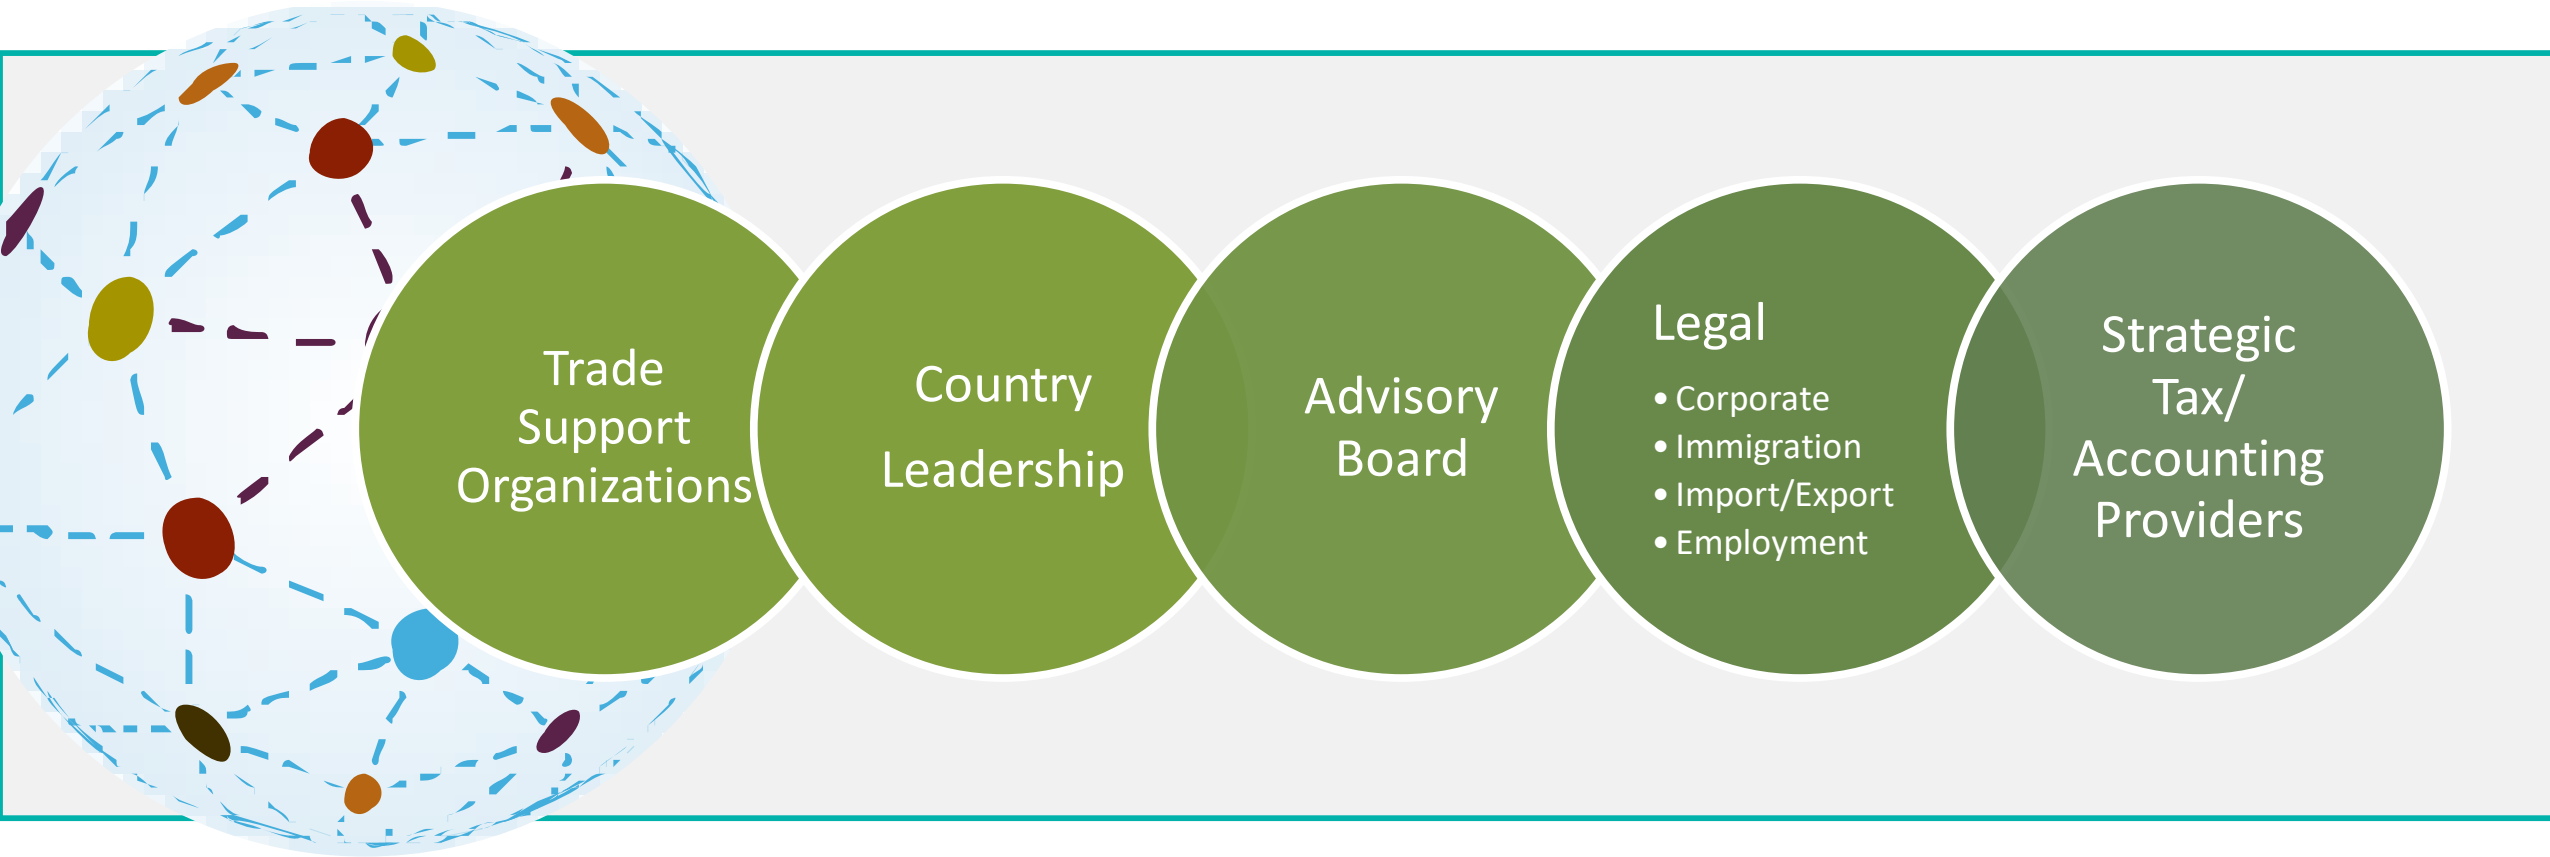 Trade
Support
Organizations
Country
Leadership
Advisory
Board
Legal
• Corporate
• Immigration
• Import/Export
• Employment
Strategic
Tax/
Accounting
Providers